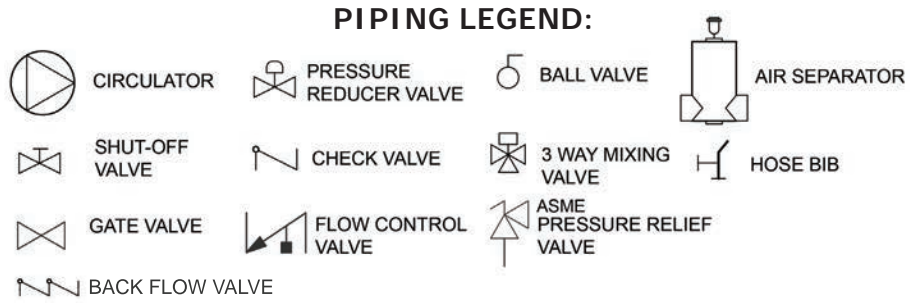 PIPING LEGEND:
CIRCULATOR
PRESSURE
REDUCER VALVE
BALL VALVE
AIR SEPARATOR
SHUT-OFF
VALVE
CHECK VALVE
3 WAY MIXING
VALVE
HOSE BIB
GATE VALVE
FLOW CONTROL
VALVE
ASME
PRESSURE RELIEF
VALVE
BACK FLOW VALVE